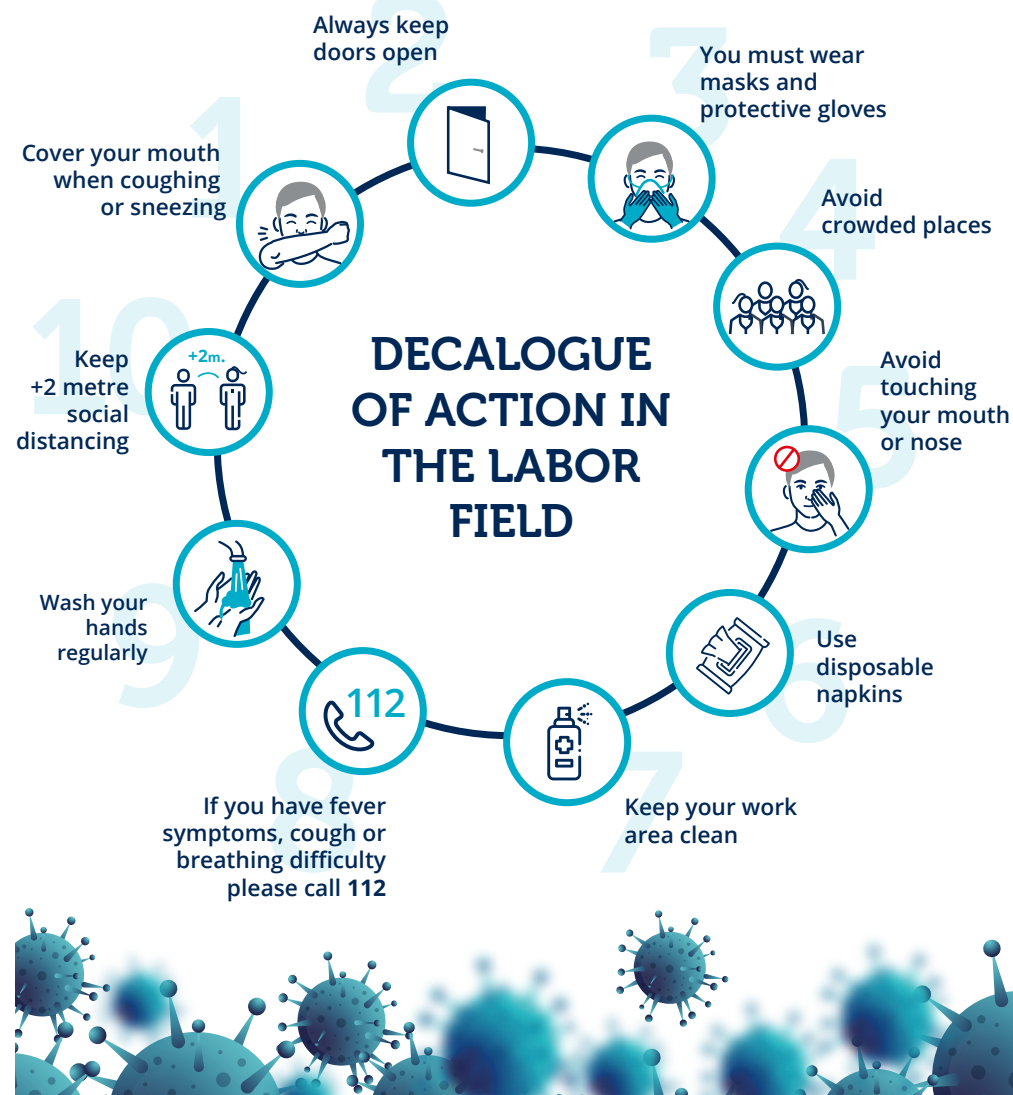 DECALOGUE
OF ACTION IN
THE LABOR
FIELD
1
Cover your mouth
when coughing
or sneezing
2
Always keep
doors open
3
You must wear
masks and
protective gloves
4
Avoid
crowded places
5
Avoid
touching
your mouth
or nose
6
Use
disposable
napkins
7
Keep your work
area clean
8
112
If you have fever
symptoms, cough or
breathing difficulty
please call 112
9
Wash your
hands
regularly
10
+2m.
Keep
+2 metre
social
distancing